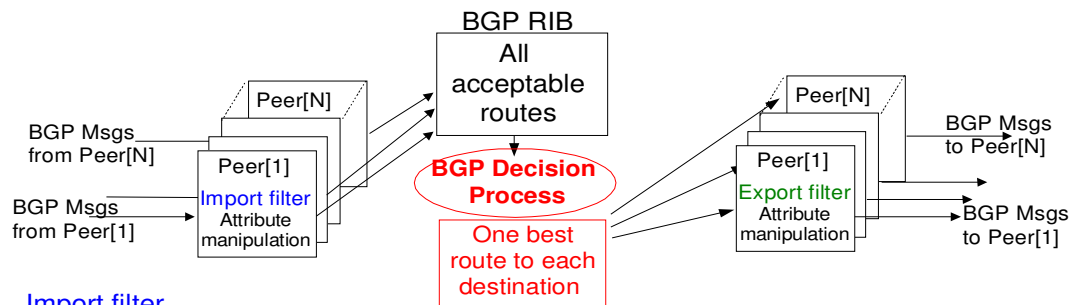 BGP RIB
All
acceptable
routes
Peer[N]
BGP Msgs
from Peer[N]
Peer[1]
Import filter
Attribute
manipulation
BGP Msgs
from Peer[1]
BGP Decision
Process
One best
route to each
destination
Peer[N]
BGP Msgs
to Peer[N]
Peer[1]
Export filter
Attribute
manipulation
BGP Msgs
to Peer[1]
Import filter